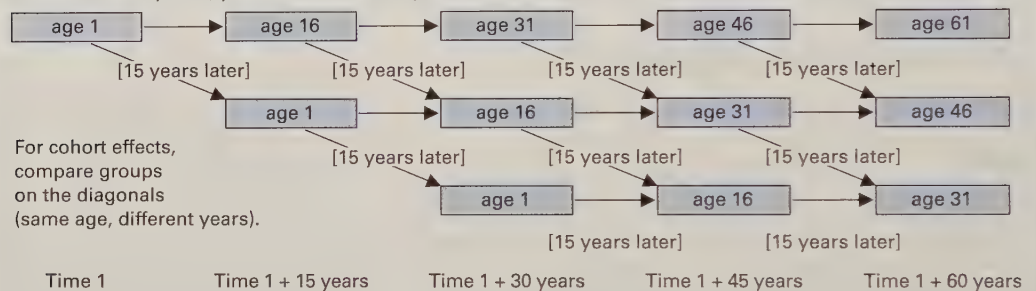 age 1 age 16 age 31 age 46 age 61
[15 years later] [15 years later] [15 years later] [15 years later]
age 1 age 16 age 31 age 46
For cohort effects,
compare groups
on the diagonals
(same age, different years).
[15 years later] [15 years later] [15 years later]
age 1 age 16 age 31
[15 years later] [15 years later]
Time 1 Time 1 + 15 years Time 1 + 30 years Time 1 + 45 years Time 1 + 60 years